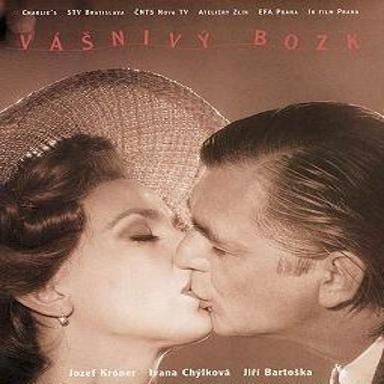 Charlie's STV Bratislava ČNTS Nova TV Ateliéry Zlín EFA Praha In film Praha
VÁŠNIVÝ BOZK
Jozef Kroner Ivana Chýlková Jiří Bartoška